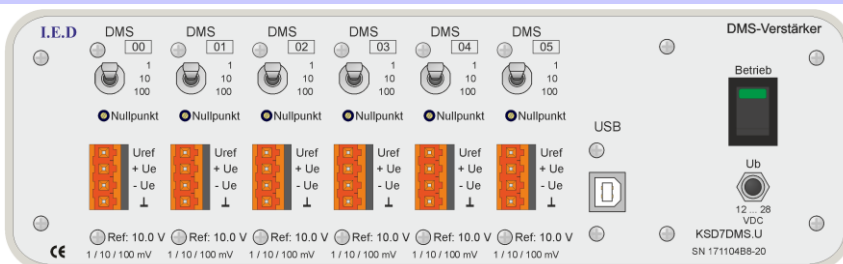 I.E.D
DMS DMS DMS DMS DMS DMS
DMS-Verstärker
00 01 02 03 04 05
1 1 1 1 1 1
10 10 10 10 10 10
100 100 100 100 100 100
Betrieb
Nullpunkt Nullpunkt Nullpunkt Nullpunkt Nullpunkt Nullpunkt
USB
Uref Uref Uref Uref Uref Uref
+ Ue + Ue + Ue + Ue + Ue + Ue
- Ue - Ue - Ue - Ue - Ue - Ue
Ub
12 ... 28
VDC
Ref: 10.0 V Ref: 10.0 V Ref: 10.0 V Ref: 10.0 V Ref: 10.0 V Ref: 10.0 V
KSD7DMS.U
CE
1 / 10 / 100 mV 1 / 10 / 100 mV 1 / 10 / 100 mV 1 / 10 / 100 mV 1 / 10 / 100 mV 1 / 10 / 100 mV
SN 171104B8-20